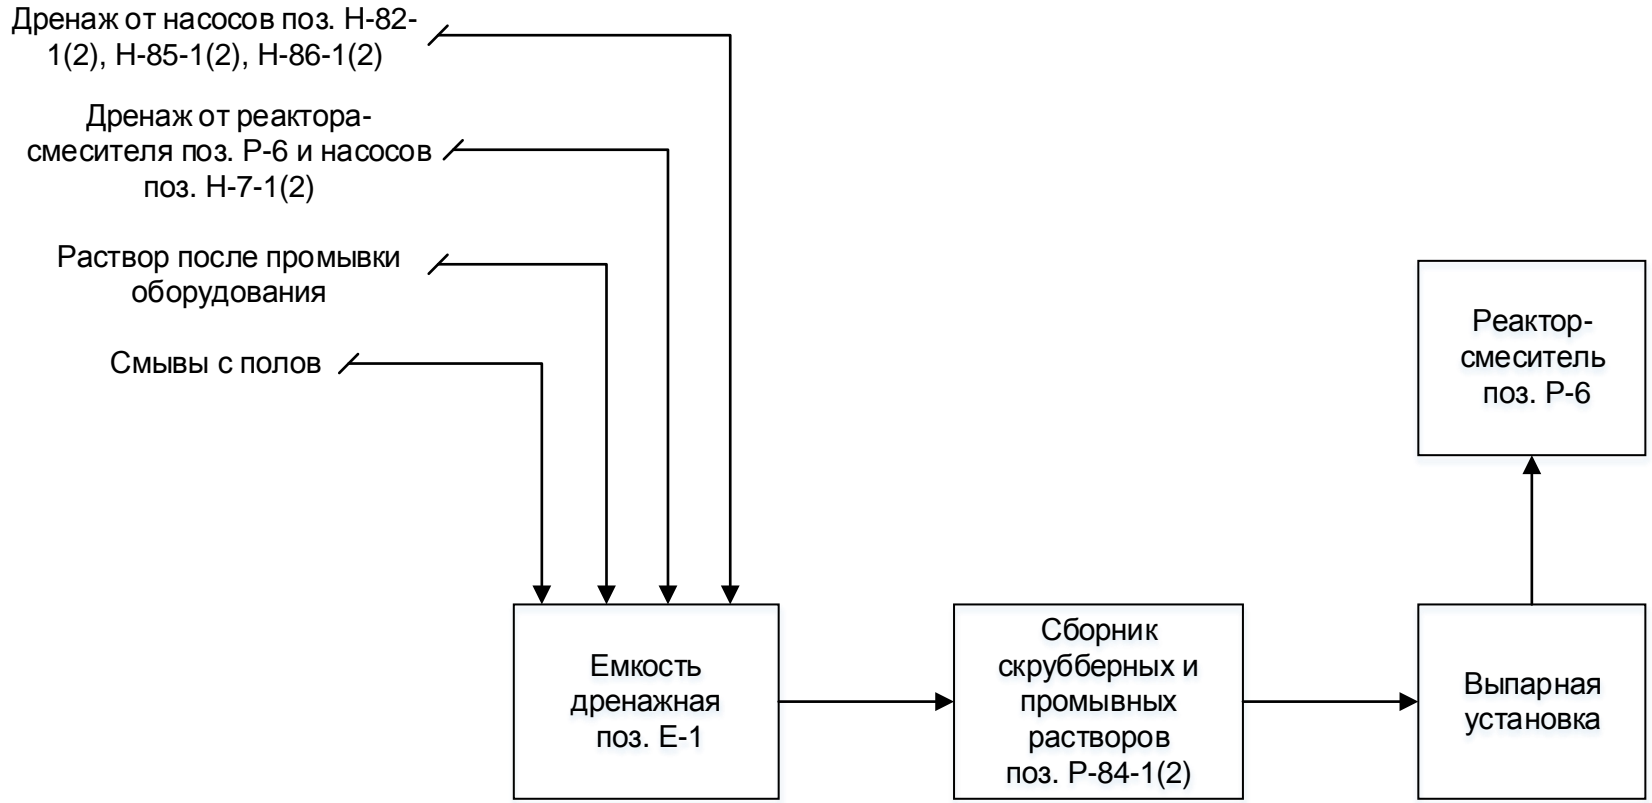 Дренаж от насосов поз. Н-82-
1(2), Н-85-1(2), Н-86-1(2)
Дренаж от реактора-
смесителя поз. Р-6 и насосов
поз. Н-7-1(2)
Раствор после промывки
оборудования
Смывы с полов
Реактор-
смеситель
поз. Р-6
Емкость
дренажная
поз. Е-1
Сборник
скрубберных и
промывных
растворов
поз. Р-84-1(2)
Выпарная
установка